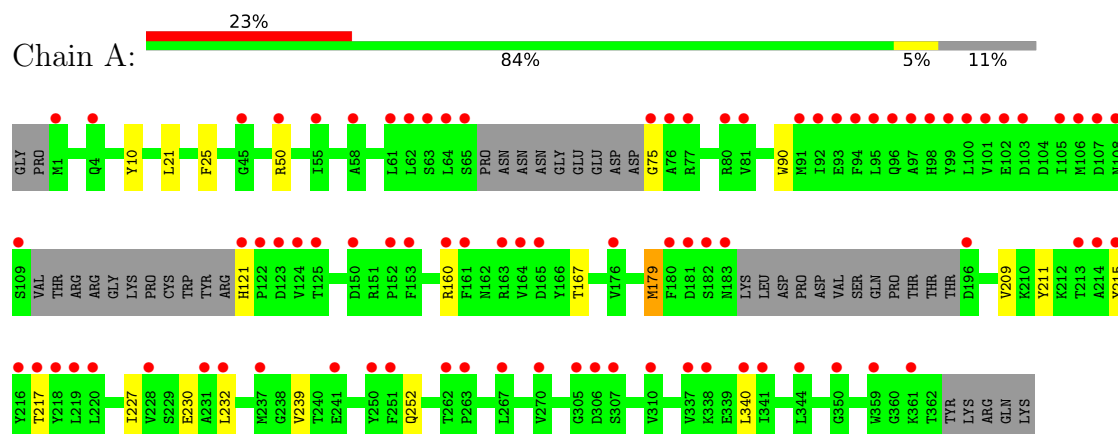 23%
Chain A:
84% 5% 11%
GLY PRO M1 Q4 Y10 L21 F25 G45 R50 I55 A58 L61 L62 S63 L64 S65 PRO ASN ASN ASN GLY GLU GLU ASP ASP G75 A76 R77 R80 V81 W90 M91 I92 E93 F94 L95 Q96 A97 H98 Y99 L100 V101 E102 D103 D104 I105 M106 D107 N108
S109 VAL THR ARG ARG GLY LYS PRO CYS TRP TYR ARG H121 P122 D123 V124 T125 D150 R151 P152 F153 R160 F161 N162 R163 V164 D165 Y166 T167 V176 M179 F180 D181 S182 N183 LYS LEU ASP PRO ASP VAL SER GLN PRO THR THR THR D196 V209 K210 Y211 K212 T213 A214 Y215
Y216 T217 Y218 L219 L220 I227 V228 S229 E230 A231 L232 M237 G238 V239 T240 E241 Y250 F251 Q252 T262 P263 L267 V270 G305 D306 S307 V310 V337 K338 E339 L340 I341 L344 G350 W359 G360 K361 T362 TYR LYS ARG GLN LYS